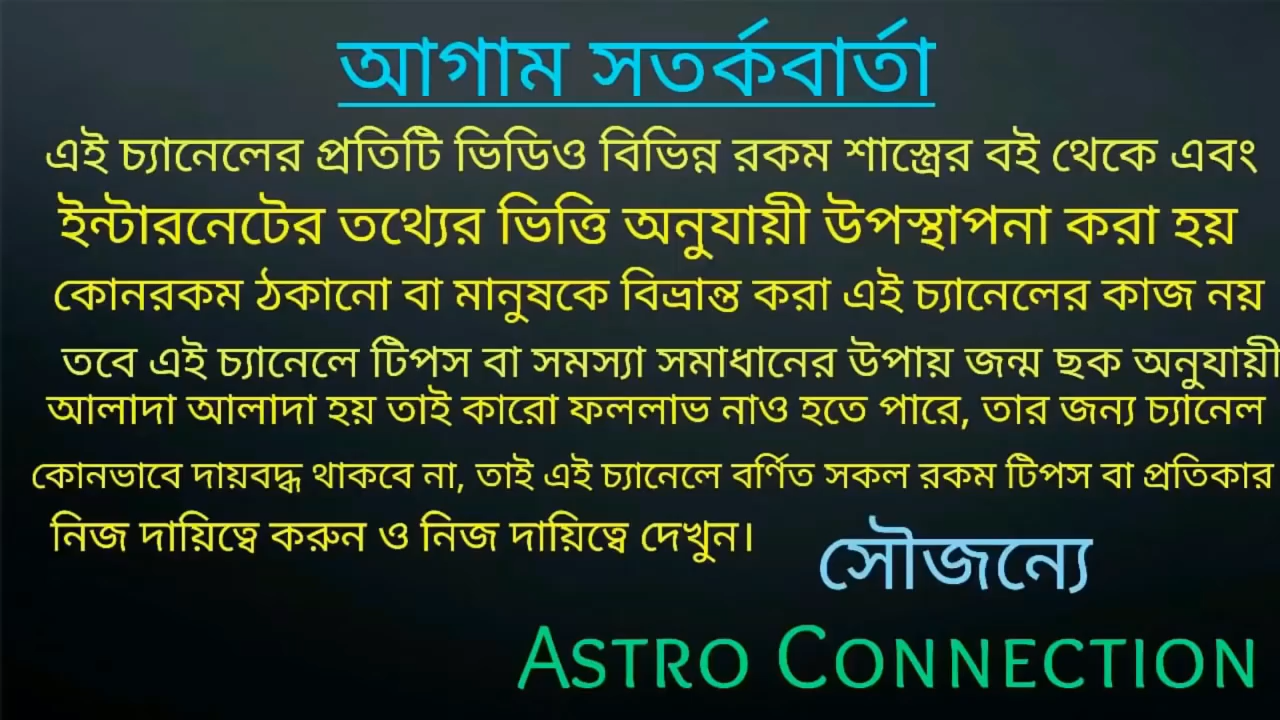 আগাম সতর্কবার্তা
এই চ্যানেলের প্রতিটি ভিডিও বিভিন্ন রকম শাস্ত্রের বই থেকে এবং
ইন্টারনেটের তথ্যের ভিত্তি অনুযায়ী উপস্থাপনা করা হয়
কোনরকম ঠকানো বা মানুষকে বিভ্রান্ত করা এই চ্যানেলের কাজ নয়
তবে এই চ্যানেলে টিপস বা সমস্যা সমাধানের উপায় জন্ম ছক অনুযায়ী
আলাদা আলাদা হয় তাই কারো ফললাভ নাও হতে পারে, তার জন্য চ্যানেল
কোনভাবে দায়বদ্ধ থাকবে না, তাই এই চ্যানেলে বর্ণিত সকল রকম টিপস বা প্রতিকার
নিজ দায়িত্বে করুন ও নিজ দায়িত্বে দেখুন।
সৌজন্যে
ASTRO CONNECTION